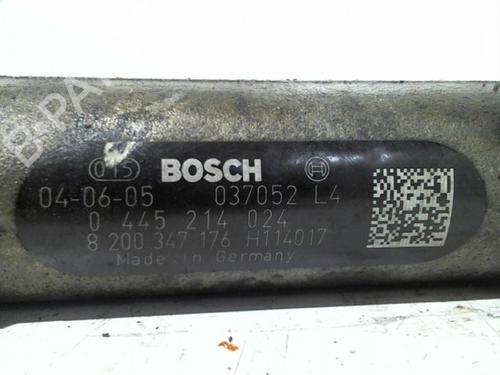 BOSCH
04-06-05 037052 L4
0 445 214 024
8 200 347 176 H114017
Made in Germany